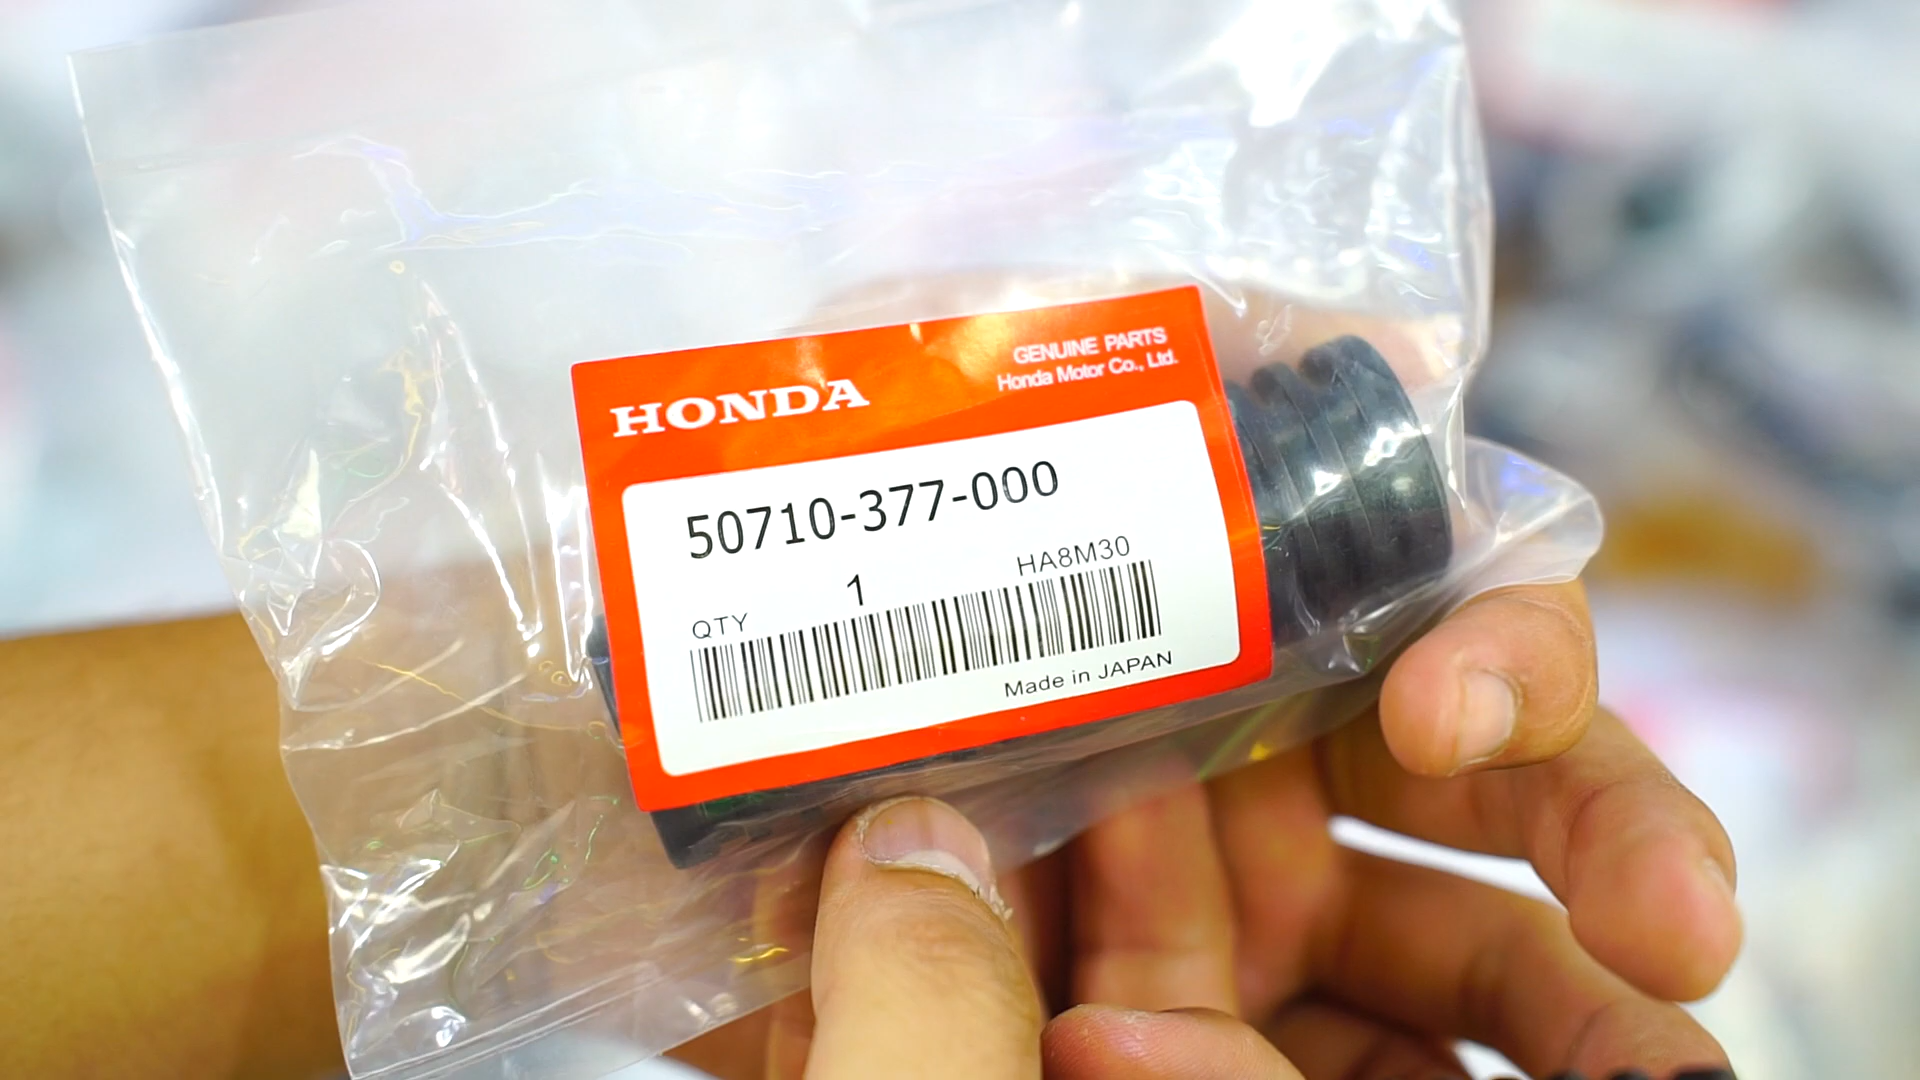 HONDA
GENUINE PARTS
Honda Motor Co., Ltd.
50710-377-000
1
HA8M30
QTY
Made in JAPAN